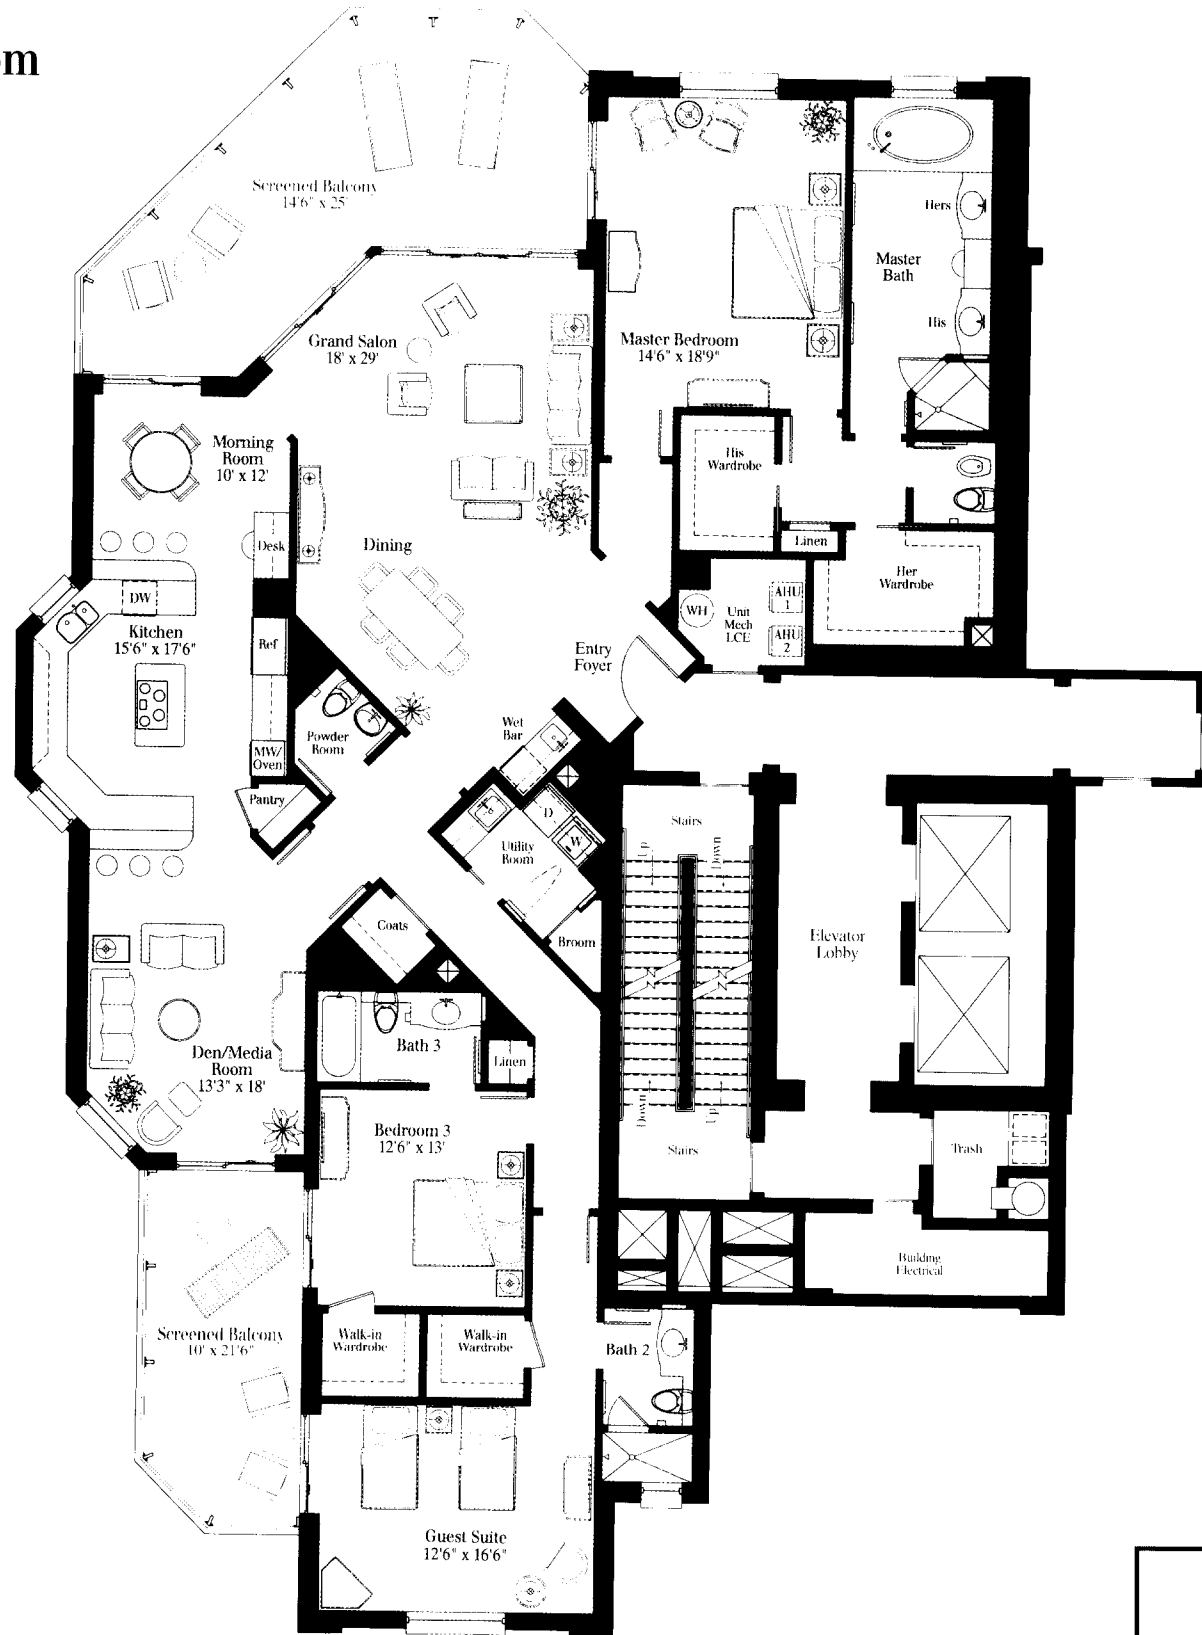 m
Screened Balcony
14'6" x 25'
Hers
Master
Bath
His
Grand Salon
18' x 29'
Master Bedroom
14'6" x 18'9"
Morning
Room
10' x 12'
His
Wardrobe
Desk
Dining
Linen
Her
Wardrobe
DW
Kitchen
15'6" x 17'6"
Ref
WH
Unit
Mech
LCE
AHU
1
AHU
2
Entry
Foyer
Powder
Room
Wet
Bar
MW/
Oven
Pantry
D
W
Utility
Room
Stairs
Up
Down
Coats
Broom
Elevator
Lobby
Bath 3
Linen
Den/Media
Room
13'3" x 18'
Bedroom 3
12'6" x 13'
Down
Up
Stairs
Trash
Building
Electrical
Screened Balcony
10' x 21'6"
Walk-in
Wardrobe
Walk-in
Wardrobe
Bath 2
Guest Suite
12'6" x 16'6"